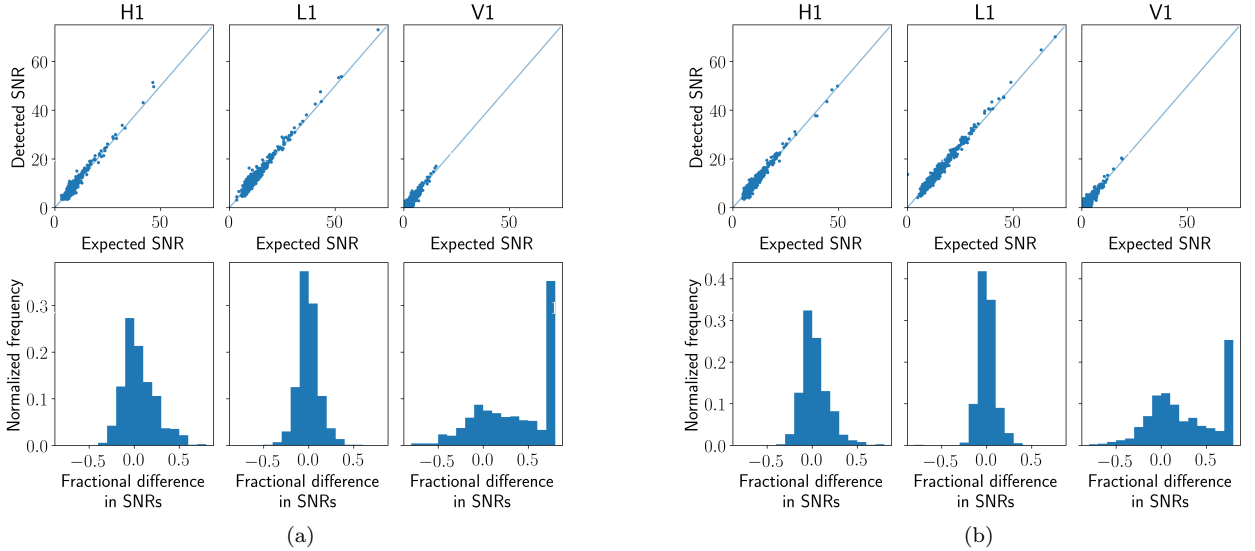 H1 L1 V1
Detected SNR
60
40
20
0
0 50 0 50 0 50
Expected SNR Expected SNR Expected SNR
Normalized frequency
0.3
0.2
0.1
0.0
−0.5 0.0 0.5 −0.5 0.0 0.5 −0.5 0.0 0.5
Fractional difference Fractional difference Fractional difference
in SNRs in SNRs in SNRs
(a)
H1 L1 V1
Detected SNR
60
40
20
0
0 50 0 50 0 50
Expected SNR Expected SNR Expected SNR
Normalized frequency
0.4
0.3
0.2
0.1
0.0
−0.5 0.0 0.5 −0.5 0.0 0.5 −0.5 0.0 0.5
Fractional difference Fractional difference Fractional difference
in SNRs in SNRs in SNRs
(b)